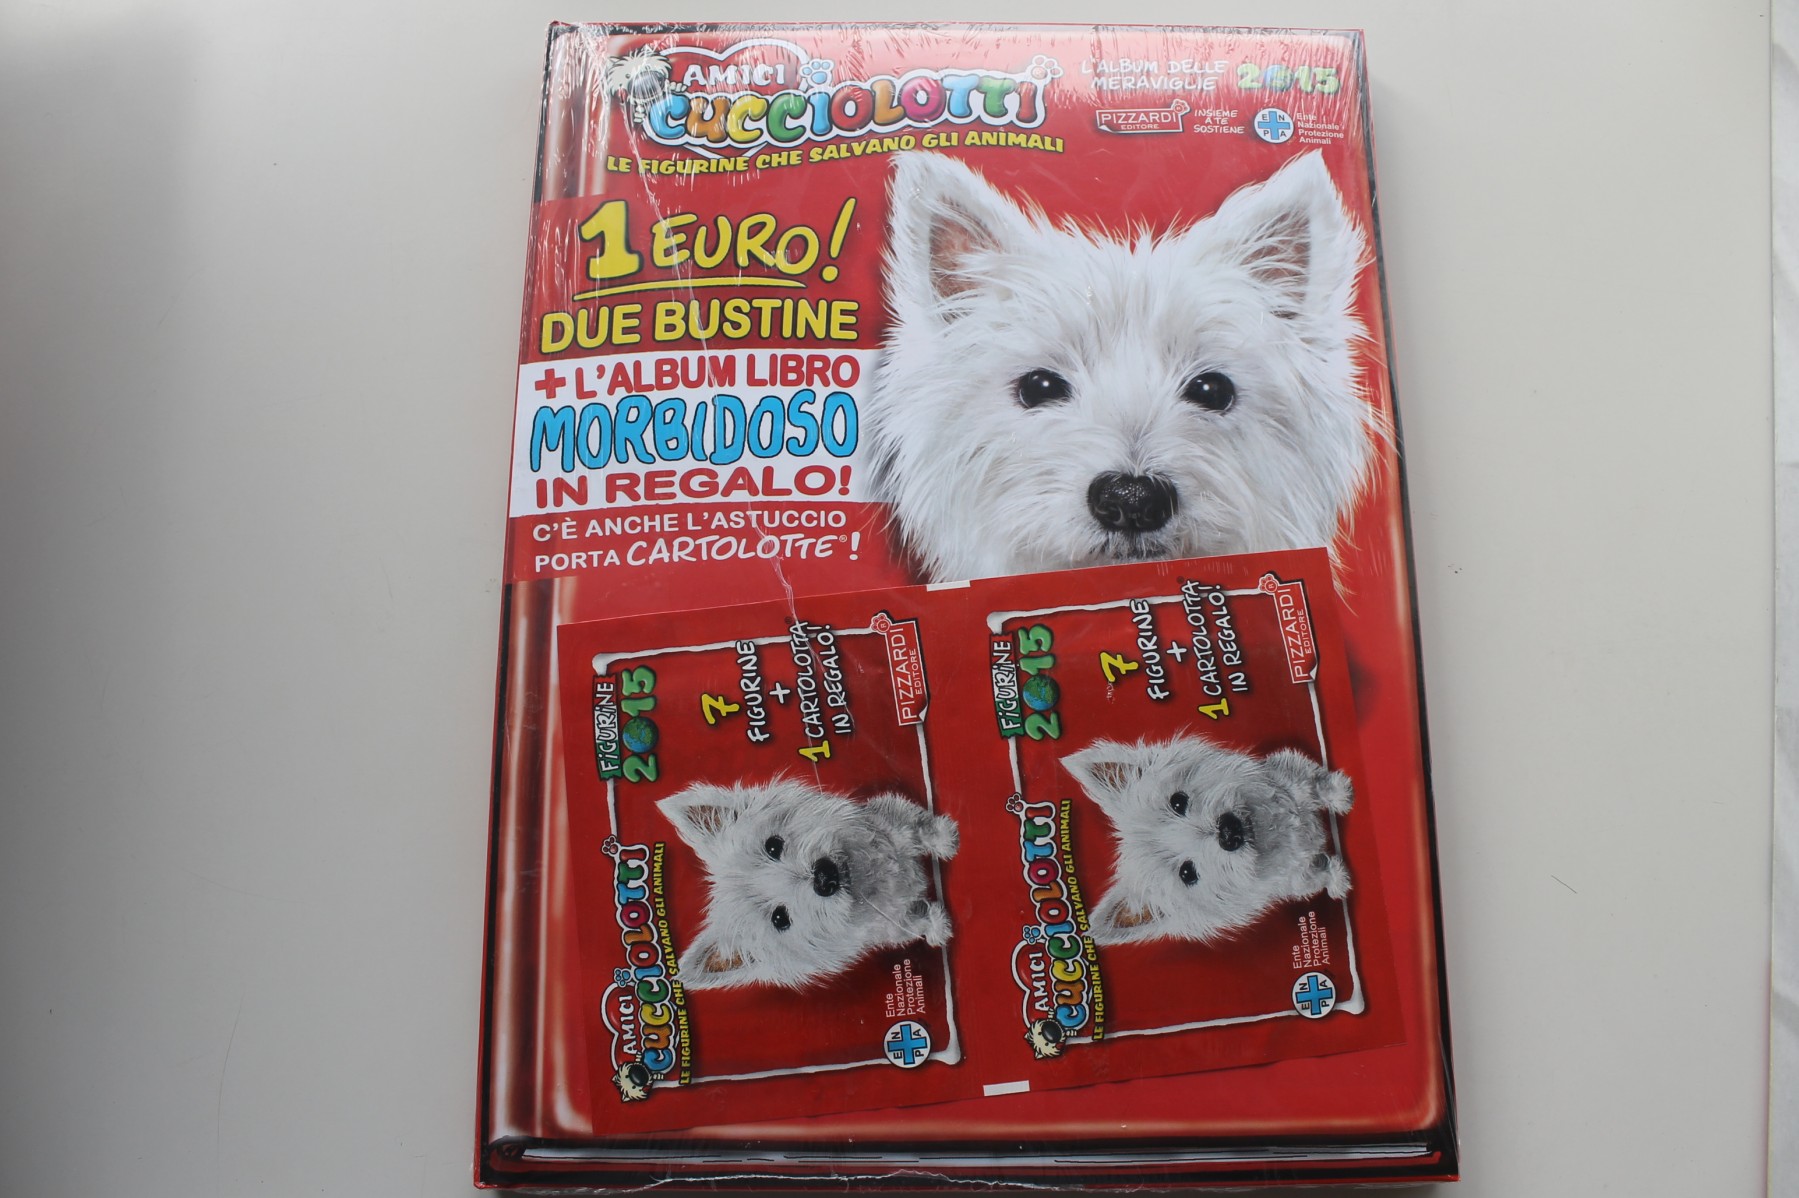 AMICI
CUCCIOLOTTI
LE FIGURINE CHE SALVANO GLI ANIMALI
L'ALBUM DELLE
MERAVIGLIE 2015
PIZZARDI
EDITORE
INSIEME
A TE
SOSTIENE
E N
P A
Ente
Nazionale
Protezione
Animali
1 EURO!
DUE BUSTINE
+ L'ALBUM LIBRO
MORBIDOSO
IN REGALO!
C'È ANCHE L'ASTUCCIO
PORTA CARTOLOTTE®!
FIGURINE
2015
7
FIGURINE
+
1 CARTOLOTTA
IN REGALO!
PIZZARDI
EDITORE
AMICI
CUCCIOLOTTI
LE FIGURINE CHE SALVANO GLI ANIMALI
E N
P A
Ente
Nazionale
Protezione
Animali
FIGURINE
2015
7
FIGURINE
+
1 CARTOLOTTA
IN REGALO!
PIZZARDI
EDITORE
AMICI
CUCCIOLOTTI
LE FIGURINE CHE SALVANO GLI ANIMALI
E N
P A
Ente
Nazionale
Protezione
Animali